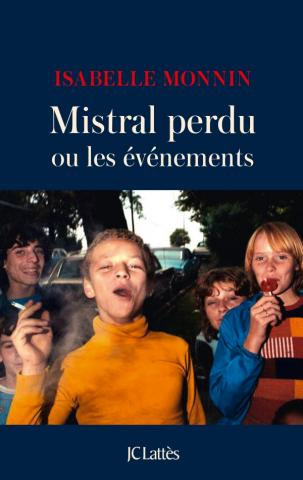 ISABELLE MONNIN
Mistral perdu
ou les événements
JC Lattès